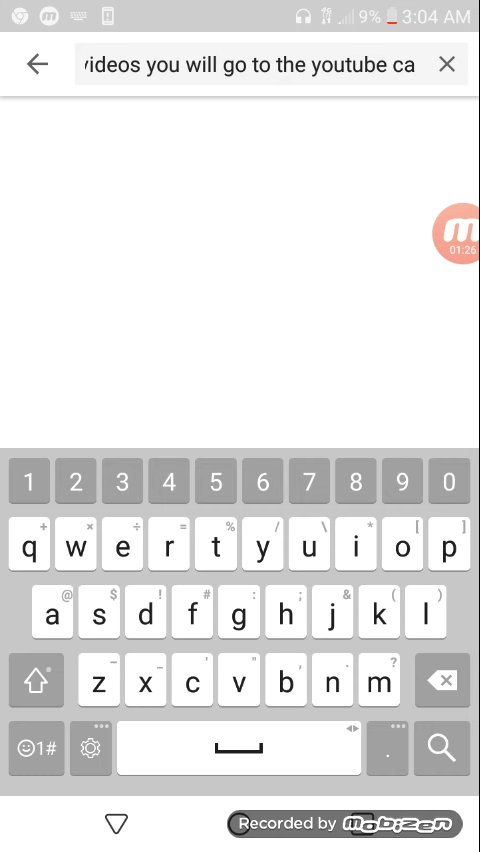 9% 3:04 AM
videos you will go to the youtube ca
01:26
1 2 3 4 5 6 7 8 9 0
+ × ÷ = % / \ * [ ]
q w e r t y u i o p
@ $ ! # : ; & ( )
a s d f g h j k l
– _ ' " , . ?
z x c v b n m
1#
.
Recorded by mobizen